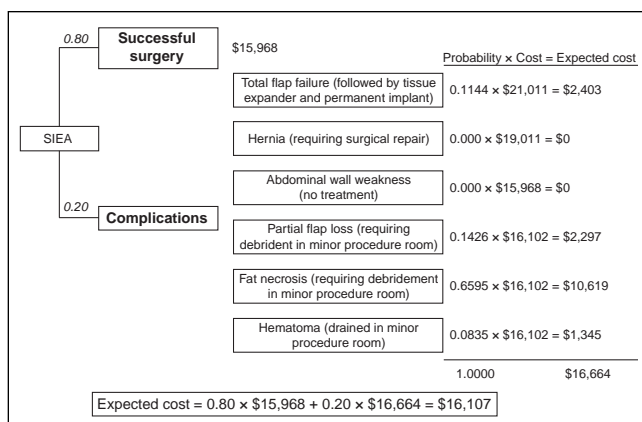 0.80
Successful
surgery
$15,968
Probability × Cost = Expected cost
Total flap failure (followed by tissue
expander and permanent implant)
0.1144 × $21,011 = $2,403
SIEA
Hernia (requiring surgical repair)
0.000 × $19,011 = $0
Abdominal wall weakness
(no treatment)
0.000 × $15,968 = $0
0.20
Complications
Partial flap loss (requiring
debrident in minor procedure room)
0.1426 × $16,102 = $2,297
Fat necrosis (requiring debridement
in minor procedure room)
0.6595 × $16,102 = $10,619
Hematoma (drained in minor
procedure room)
0.0835 × $16,102 = $1,345
1.0000 $16,664
Expected cost = 0.80 × $15,968 + 0.20 × $16,664 = $16,107